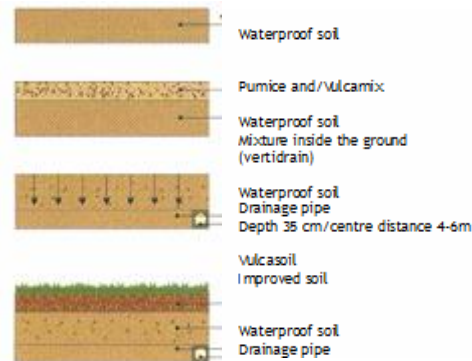 Waterproof soil
Pumice and/Vulcamix
Waterproof soil
Mixture inside the ground
(vertidrain)
Waterproof soil
Drainage pipe
Depth 35 cm/centre distance 4-6m
Vulcasoil
Improved soil
Waterproof soil
Drainage pipe